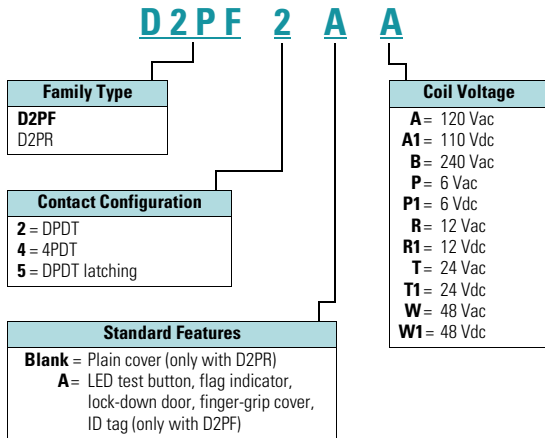 D2PF 2 A A
Family Type
D2PF
D2PR
Contact Configuration
2 = DPDT
4 = 4PDT
5 = DPDT latching
Standard Features
Blank = Plain cover (only with D2PR)
A = LED test button, flag indicator,
lock-down door, finger-grip cover,
ID tag (only with D2PF)
Coil Voltage
A = 120 Vac
A1 = 110 Vdc
B = 240 Vac
P = 6 Vac
P1 = 6 Vdc
R = 12 Vac
R1 = 12 Vdc
T = 24 Vac
T1 = 24 Vdc
W = 48 Vac
W1 = 48 Vdc